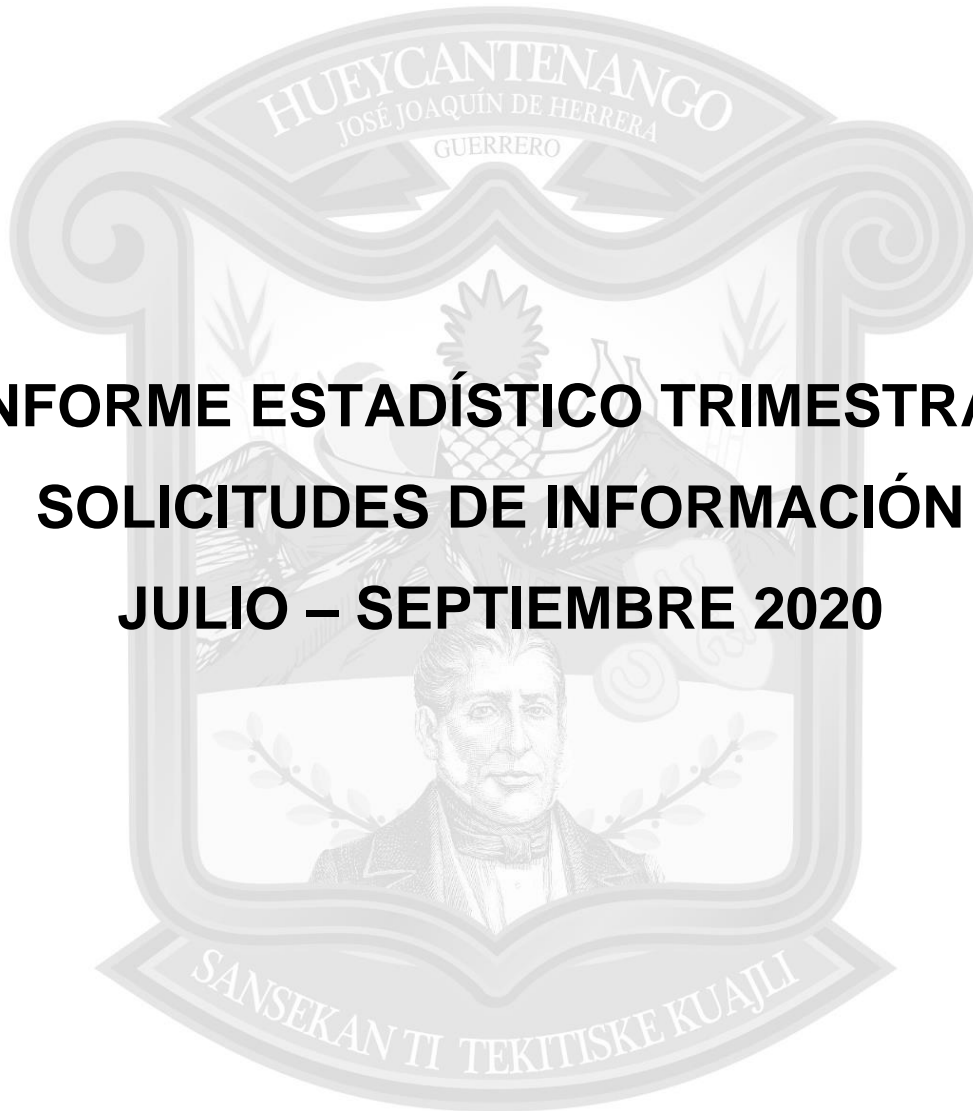 HUEYCANTENANGO
JOSÉ JOAQUÍN DE HERRERA
GUERRERO
NFORME ESTADÍSTICO TRIMESTRA
SOLICITUDES DE INFORMACIÓN
JULIO – SEPTIEMBRE 2020
SANSEKAN TI TEKITISKE KUAJLI